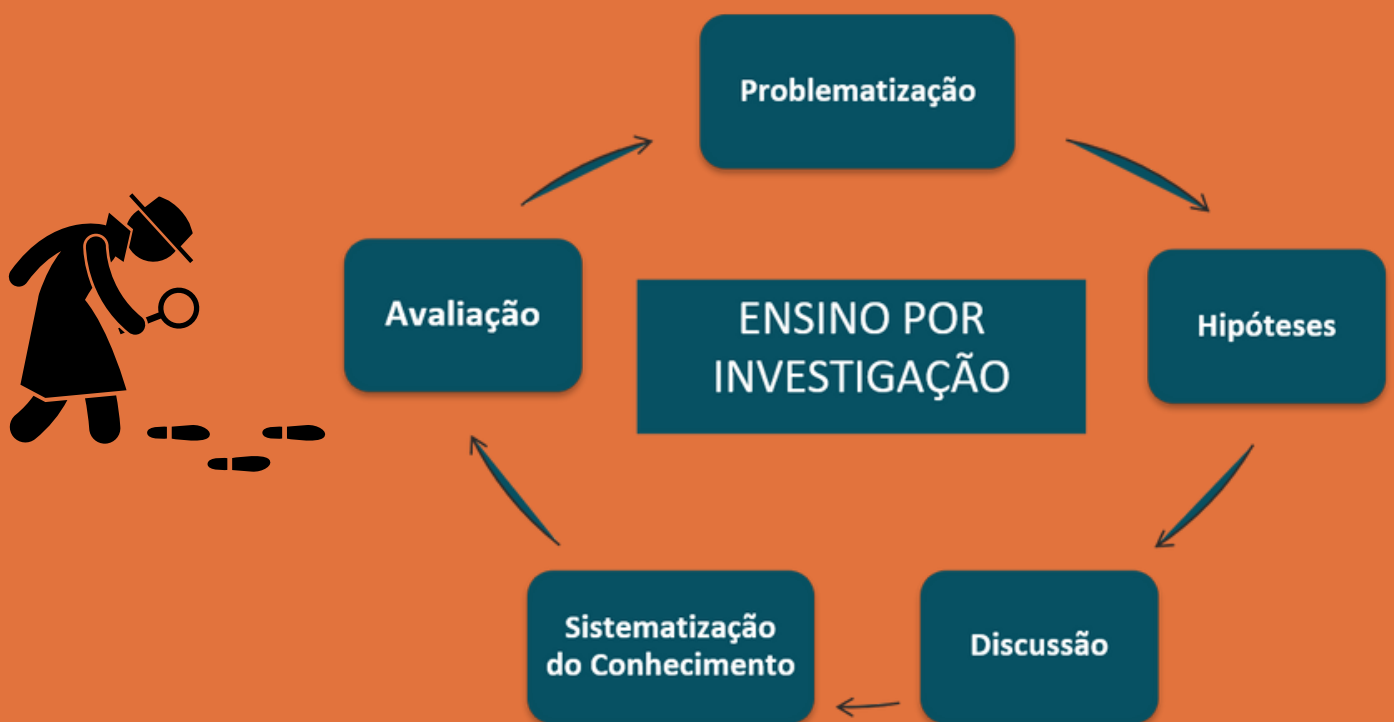 Problematização
Avaliação
ENSINO POR
INVESTIGAÇÃO
Hipóteses
Sistematização
do Conhecimento
Discussão